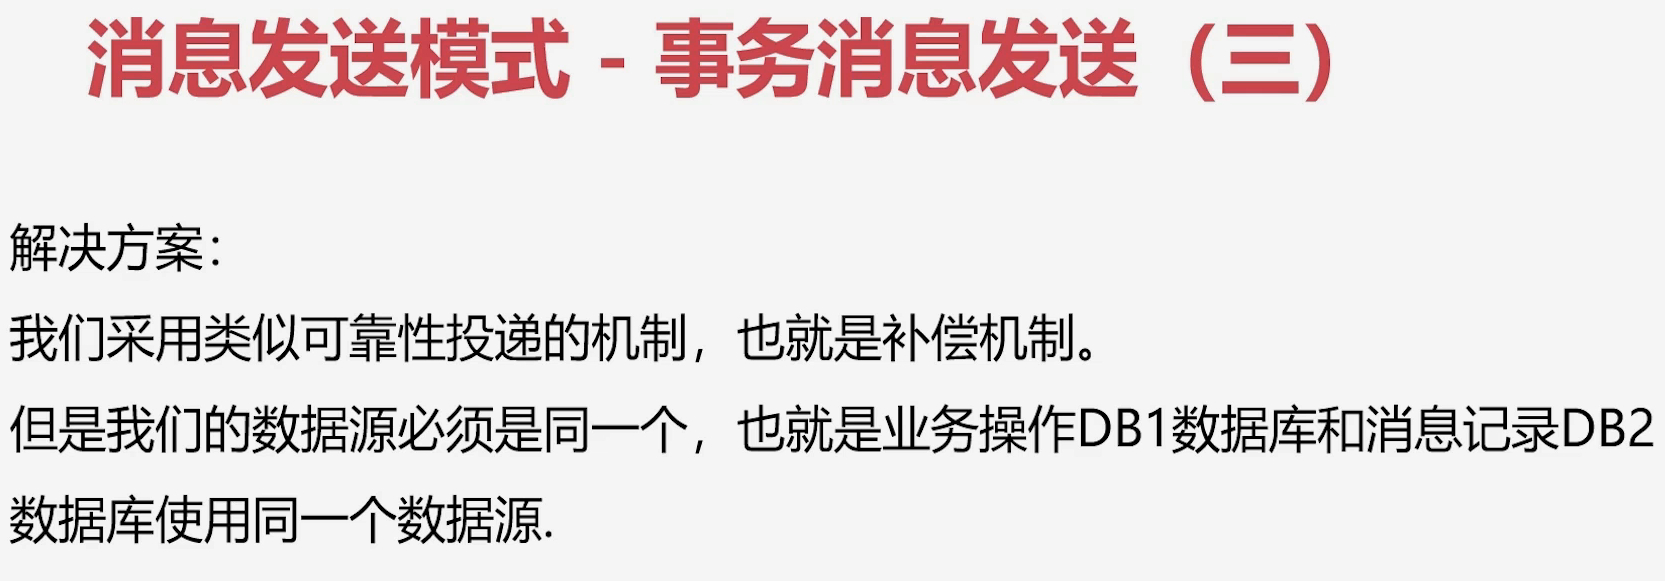 消息发送模式 - 事务消息发送（三）
解决方案：
我们采用类似可靠性投递的机制，也就是补偿机制。
但是我们的数据源必须是同一个，也就是业务操作DB1数据库和消息记录DB2
数据库使用同一个数据源.